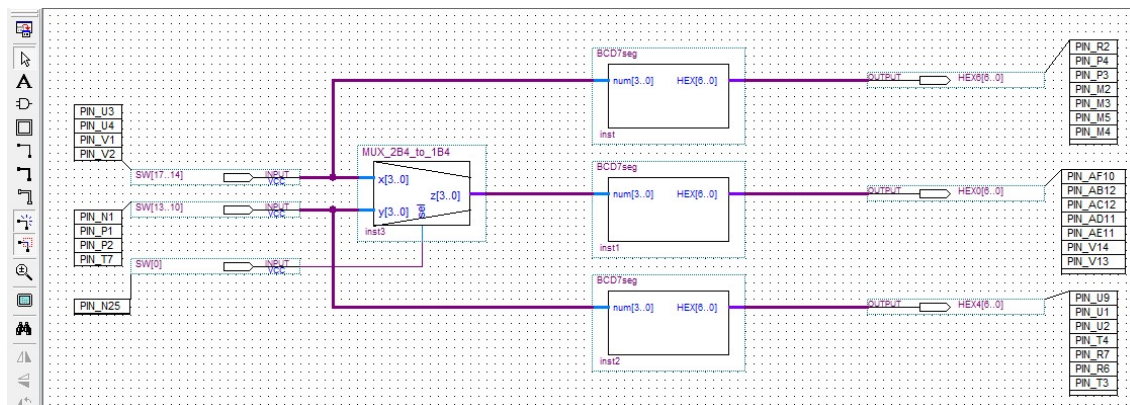 BCD7seg
num[3..0] HEX[6..0]
inst
OUTPUT HEX6[6..0]
PIN_R2
PIN_P4
PIN_P3
PIN_M2
PIN_M3
PIN_M5
PIN_M4
PIN_U3
PIN_U4
PIN_V1
PIN_V2
SW[17..14] INPUT
VCC
MUX_2B4_to_1B4
x[3..0]
y[3..0]
z[3..0]
sel
inst3
BCD7seg
num[3..0] HEX[6..0]
inst1
OUTPUT HEX0[6..0]
PIN_AF10
PIN_AB12
PIN_AC12
PIN_AD11
PIN_AE11
PIN_V14
PIN_V13
SW[13..10] INPUT
VCC
PIN_N1
PIN_P1
PIN_P2
PIN_T7
SW[0] INPUT
VCC
PIN_N25
BCD7seg
num[3..0] HEX[6..0]
inst2
OUTPUT HEX4[6..0]
PIN_U9
PIN_U1
PIN_U2
PIN_T4
PIN_R7
PIN_R6
PIN_T3
A